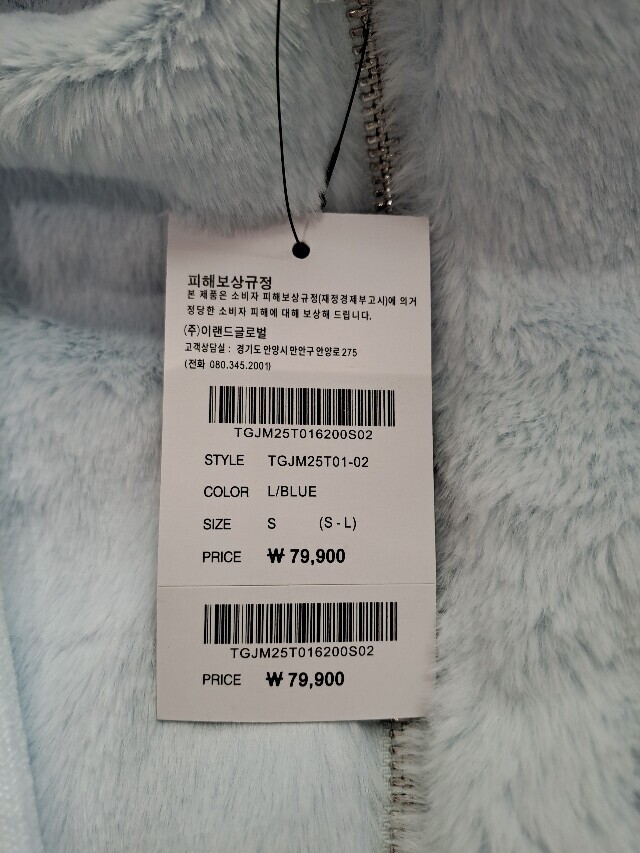 피해보상규정
본 제품은 소비자 피해보상규정(재정경제부고시)에 의거
정당한 소비자 피해에 대해 보상해 드립니다.
(주)이랜드글로벌
고객상담실 : 경기도 안양시 만안구 안양로 275
(전화 080.345.2001)
TGJM25T016200S02
STYLE TGJM25T01-02
COLOR L/BLUE
SIZE S (S - L)
PRICE ₩ 79,900
TGJM25T016200S02
PRICE ₩ 79,900